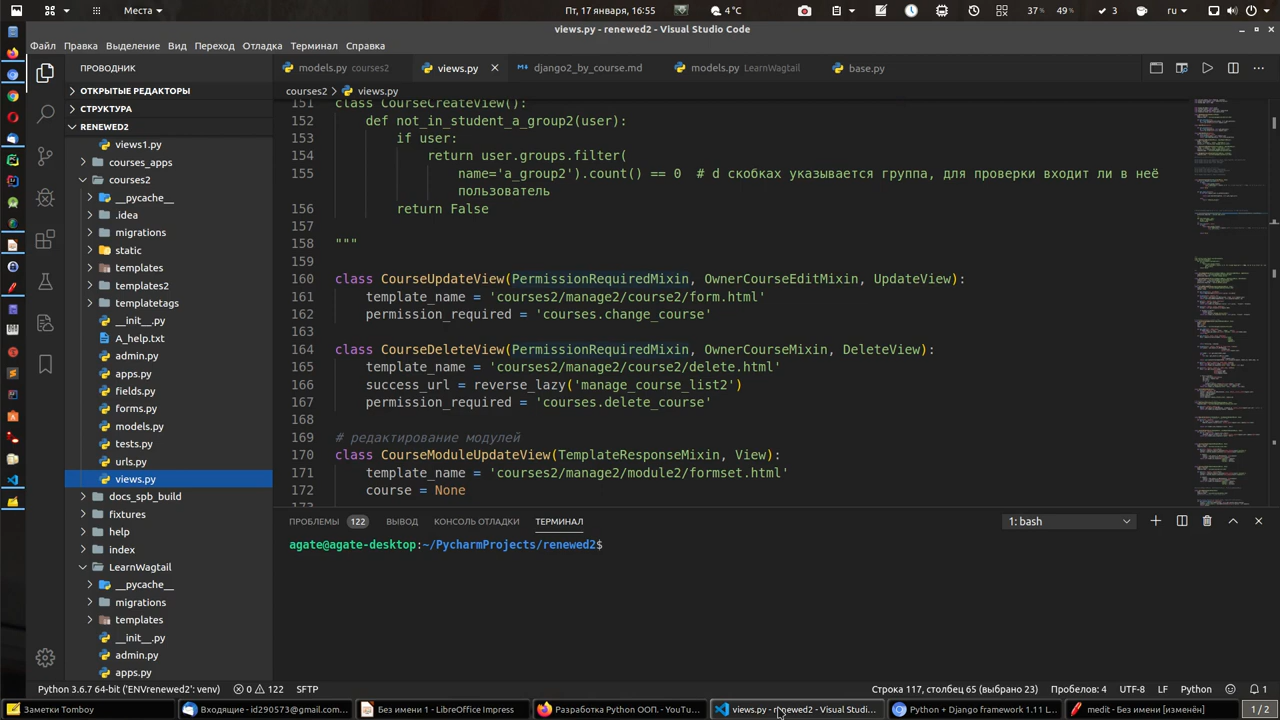 Места
Пт, 17 января, 16:55
4°C
37%
49%
3
ru
views.py - renewed2 - Visual Studio Code
Файл Правка Выделение Вид Переход Отладка Терминал Справка
ПРОВОДНИК
models.py courses2
views.py
django2_by_course.md
models.py LearnWagtail
base.py
ОТКРЫТЫЕ РЕДАКТОРЫ
СТРУКТУРА
RENEWED2
views1.py
courses_apps
courses2
__pycache__
.idea
migrations
static
templates
templates2
templatetags
__init__.py
A_help.txt
admin.py
apps.py
fields.py
forms.py
models.py
tests.py
urls.py
views.py
docs_spb_build
fixtures
help
index
LearnWagtail
__pycache__
migrations
templates
__init__.py
admin.py
apps.py
courses2 > views.py
151 class CourseCreateView():
152 def not_in_student_group2(user):
153 if user:
154 return user.groups.filter(
155 name='a_group2').count() == 0 # d скобках указывается группа, для проверки входит ли в неё
пользователь
156 return False
157
158 """
159
160 class CourseUpdateView(PermissionRequiredMixin, OwnerCourseEditMixin, UpdateView):
161 template_name = 'courses2/manage2/course2/form.html'
162 permission_required = 'courses.change_course'
163
164 class CourseDeleteView(PermissionRequiredMixin, OwnerCourseMixin, DeleteView):
165 template_name = 'courses2/manage2/course2/delete.html'
166 success_url = reverse_lazy('manage_course_list2')
167 permission_required = 'courses.delete_course'
168
169 # редактирование модулями
170 class CourseModuleUpdateView(TemplateResponseMixin, View):
171 template_name = 'courses2/manage2/module2/formset.html'
172 course = None
ПРОБЛЕМЫ 122 ВЫВОД КОНСОЛЬ ОТЛАДКИ ТЕРМИНАЛ
1: bash
agate@agate-desktop:~/PycharmProjects/renewed2$
Python 3.6.7 64-bit ('ENVrenewed2': venv) 0 122 SFTP
Строка 117, столбец 65 (выбрано 23) Пробелов: 4 UTF-8 LF Python 1
Заметки Tomboy
Входящие - id290573@gmail.com...
Без имени 1 - LibreOffice Impress
Разработка Python ООП. - YouTu...
views.py - renewed2 - Visual Studi...
Python + Django framework 1.11 L...
medit - Без имени [изменён]
1/2